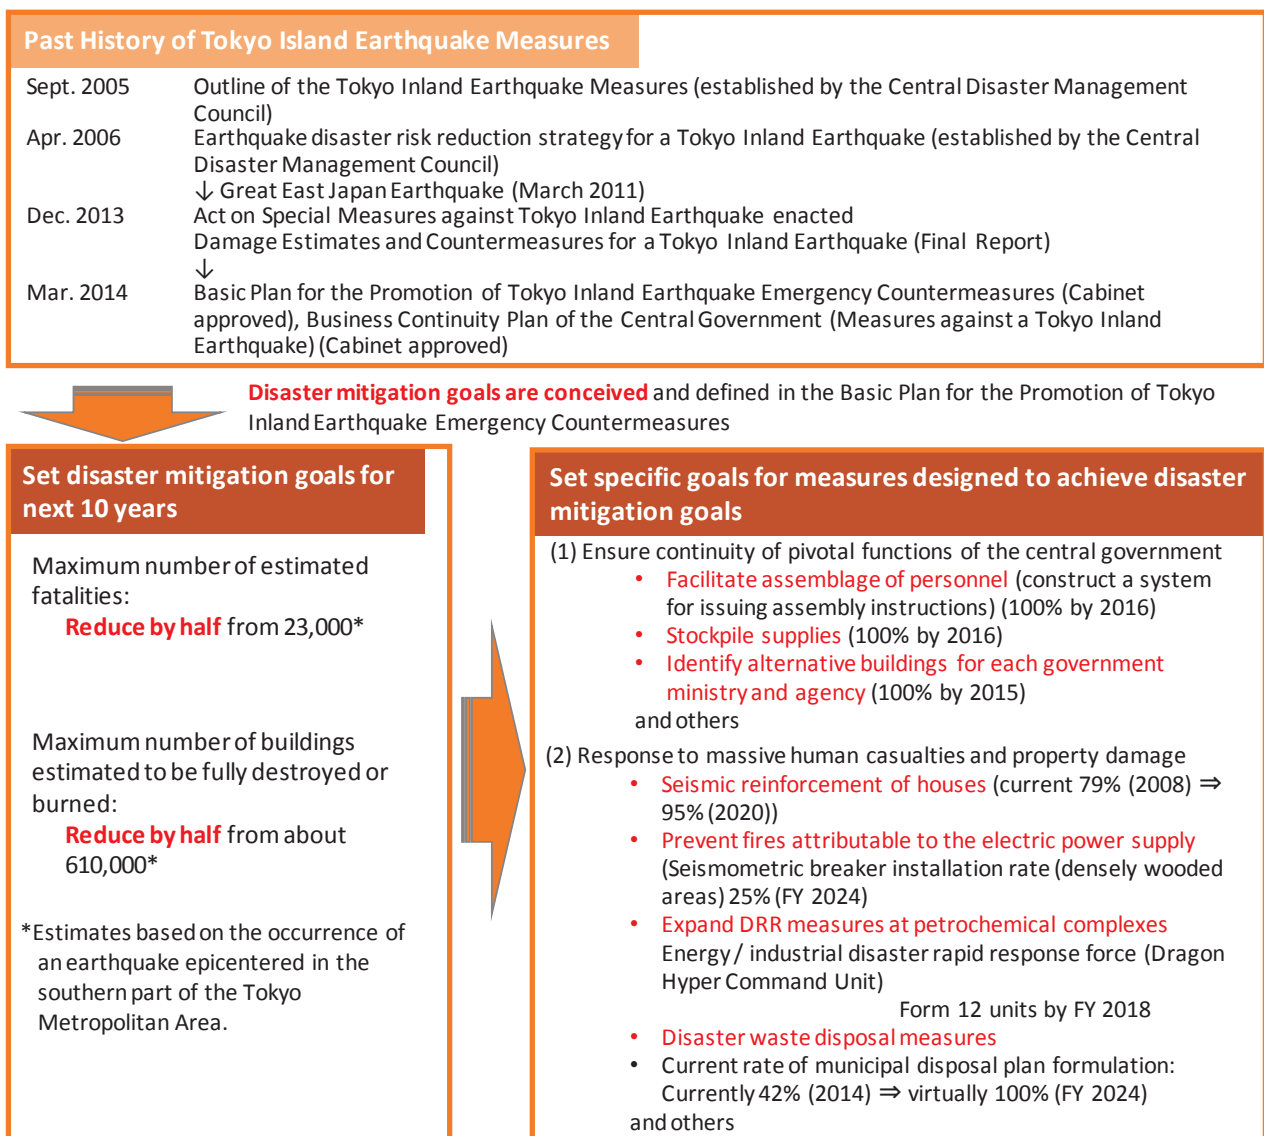 Past History of Tokyo Island Earthquake Measures
Sept. 2005 Outline of the Tokyo Inland Earthquake Measures (established by the Central Disaster Management
Council)
Apr. 2006 Earthquake disaster risk reduction strategy for a Tokyo Inland Earthquake (established by the Central
Disaster Management Council)
↓ Great East Japan Earthquake (March 2011)
Dec. 2013 Act on Special Measures against Tokyo Inland Earthquake enacted
Damage Estimates and Countermeasures for a Tokyo Inland Earthquake (Final Report)
↓
Mar. 2014 Basic Plan for the Promotion of Tokyo Inland Earthquake Emergency Countermeasures (Cabinet
approved), Business Continuity Plan of the Central Government (Measures against a Tokyo Inland
Earthquake) (Cabinet approved)
Disaster mitigation goals are conceived and defined in the Basic Plan for the Promotion of Tokyo
Inland Earthquake Emergency Countermeasures
Set disaster mitigation goals for
next 10 years
Maximum number of estimated
fatalities:
Reduce by half from 23,000*
Maximum number of buildings
estimated to be fully destroyed or
burned:
Reduce by half from about
610,000*
*Estimates based on the occurrence of
an earthquake epicentered in the
southern part of the Tokyo
Metropolitan Area.
Set specific goals for measures designed to achieve disaster
mitigation goals
(1) Ensure continuity of pivotal functions of the central government
• Facilitate assemblage of personnel (construct a system
for issuing assembly instructions) (100% by 2016)
• Stockpile supplies (100% by 2016)
• Identify alternative buildings for each government
ministry and agency (100% by 2015)
and others
(2) Response to massive human casualties and property damage
• Seismic reinforcement of houses (current 79% (2008) ⇒
95% (2020))
• Prevent fires attributable to the electric power supply
(Seismometric breaker installation rate (densely wooded
areas) 25% (FY 2024)
• Expand DRR measures at petrochemical complexes
Energy / industrial disaster rapid response force (Dragon
Hyper Command Unit)
Form 12 units by FY 2018
• Disaster waste disposal measures
• Current rate of municipal disposal plan formulation:
Currently 42% (2014) ⇒ virtually 100% (FY 2024)
and others